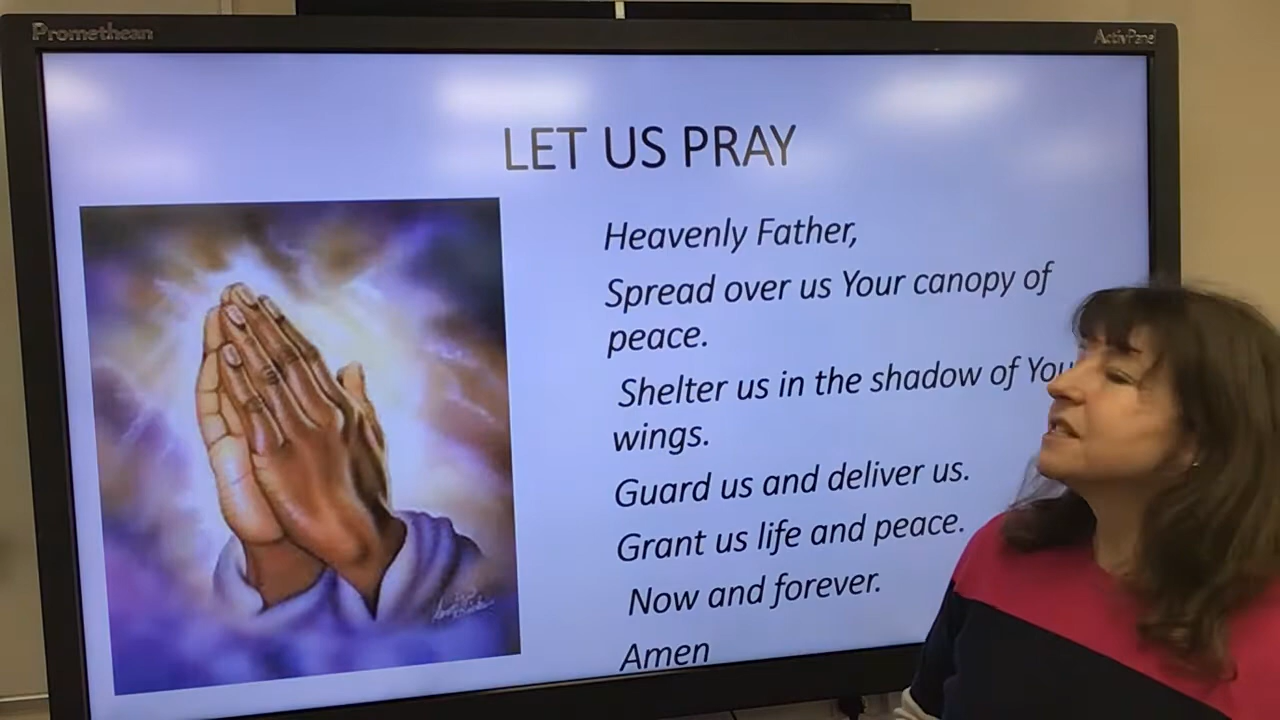 Promethean
ActivPanel
LET US PRAY
Heavenly Father,
Spread over us Your canopy of
peace.
Shelter us in the shadow of You
wings.
Guard us and deliver us.
Grant us life and peace.
Now and forever.
Amen